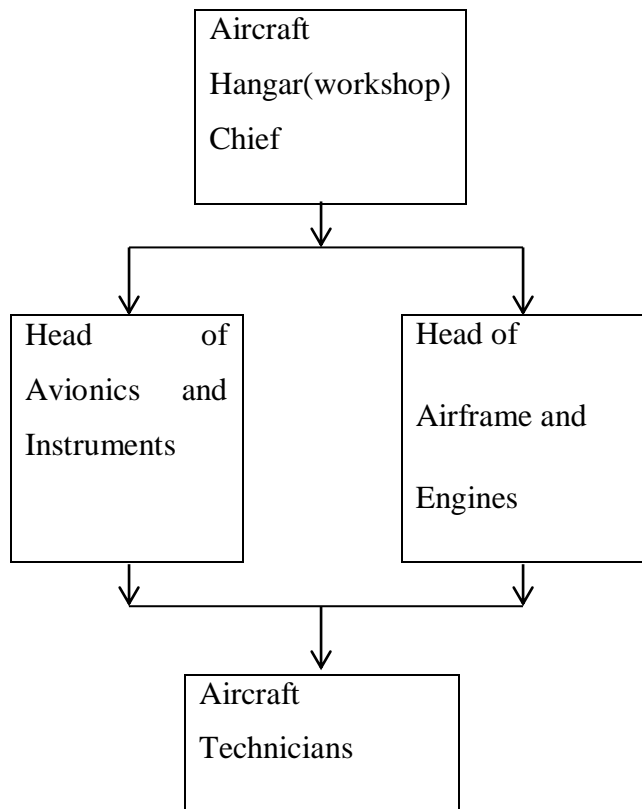 Aircraft
Hangar(workshop)
Chief
Head of
Avionics and
Instruments
Head of
Airframe and
Engines
Aircraft
Technicians